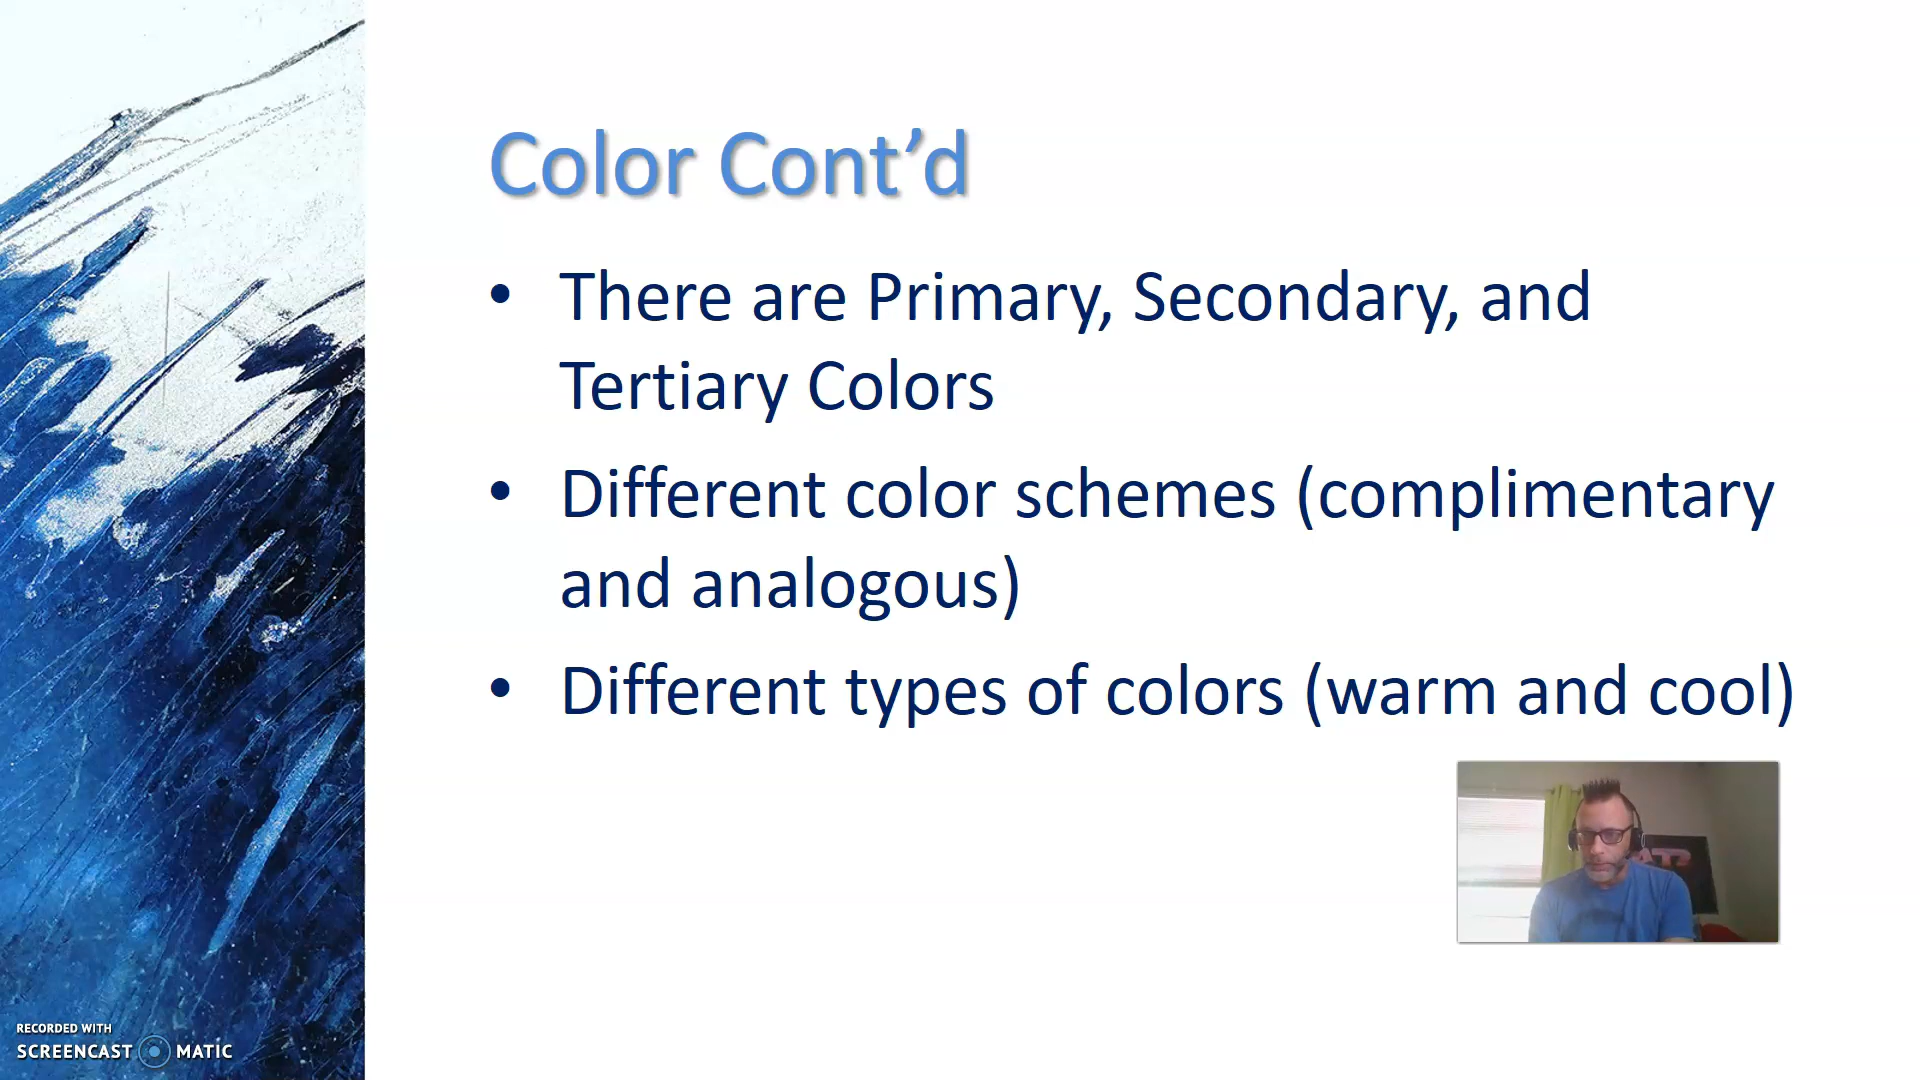 Color Cont’d
• There are Primary, Secondary, and
Tertiary Colors
• Different color schemes (complimentary
and analogous)
• Different types of colors (warm and cool)
RECORDED WITH
SCREENCAST MATIC